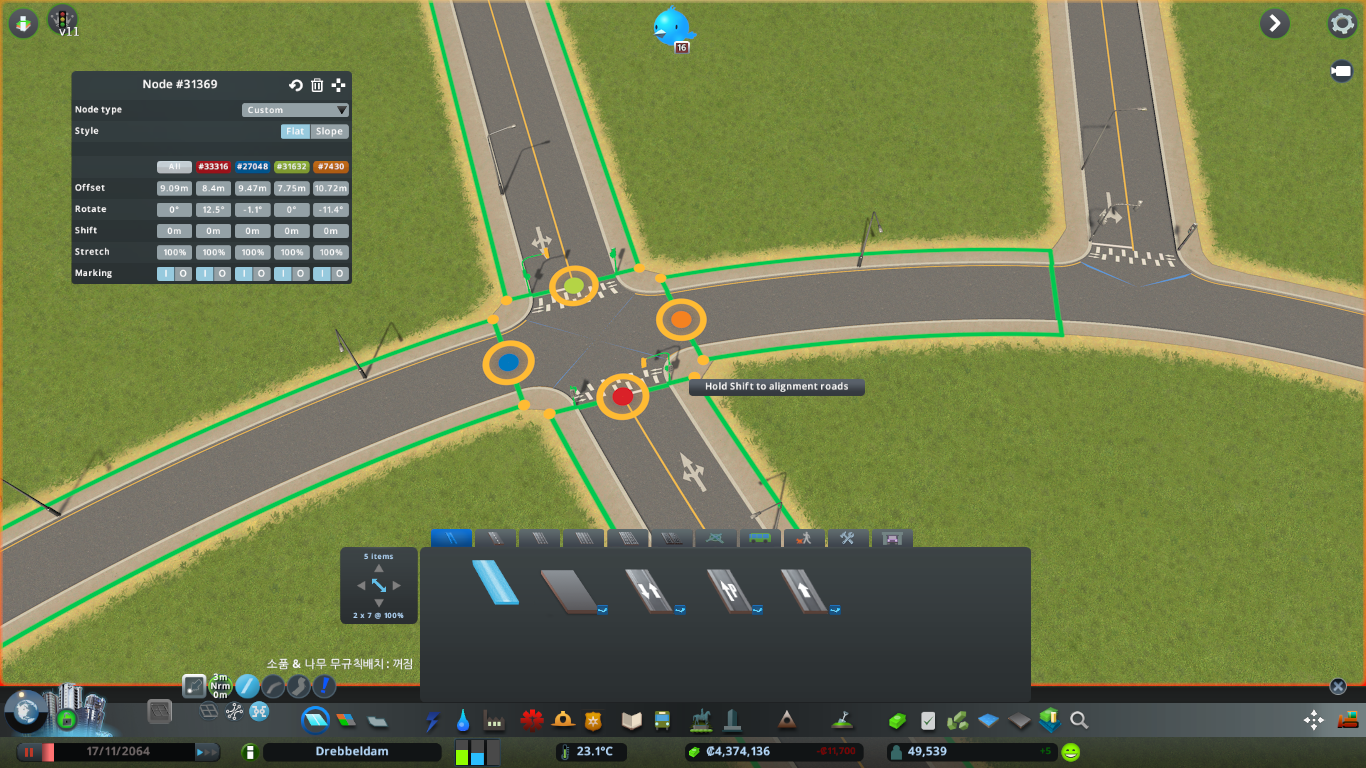 v11
16
Node #31369
Node type Custom
Style Flat Slope
All #33316 #27048 #31632 #7430
Offset 9.09m 8.4m 9.47m 7.75m 10.72m
Rotate 0° 12.5° -1.1° 0° -11.4°
Shift 0m 0m 0m 0m 0m
Stretch 100% 100% 100% 100% 100%
Marking I O I O I O I O I O
Hold Shift to alignment roads
5 items
2 x 7 @ 100%
소품 & 나무 무규칙배치 : 꺼짐
3m
Nrm
0m
17/11/2064 Drebbeldam 23.1°C ₡4,374,136 -₡11,700 49,539 +5